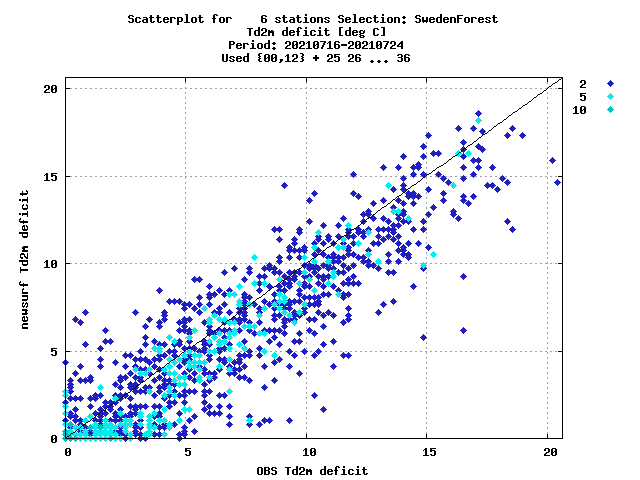 Scatterplot for 6 stations Selection: SwedenForest
Td2m deficit [deg C]
Period: 20210716-20210724
Used {00,12} + 25 26 ... 36
2
5
10
20
15
10
5
0
newsurf Td2m deficit
0 5 10 15 20
OBS Td2m deficit